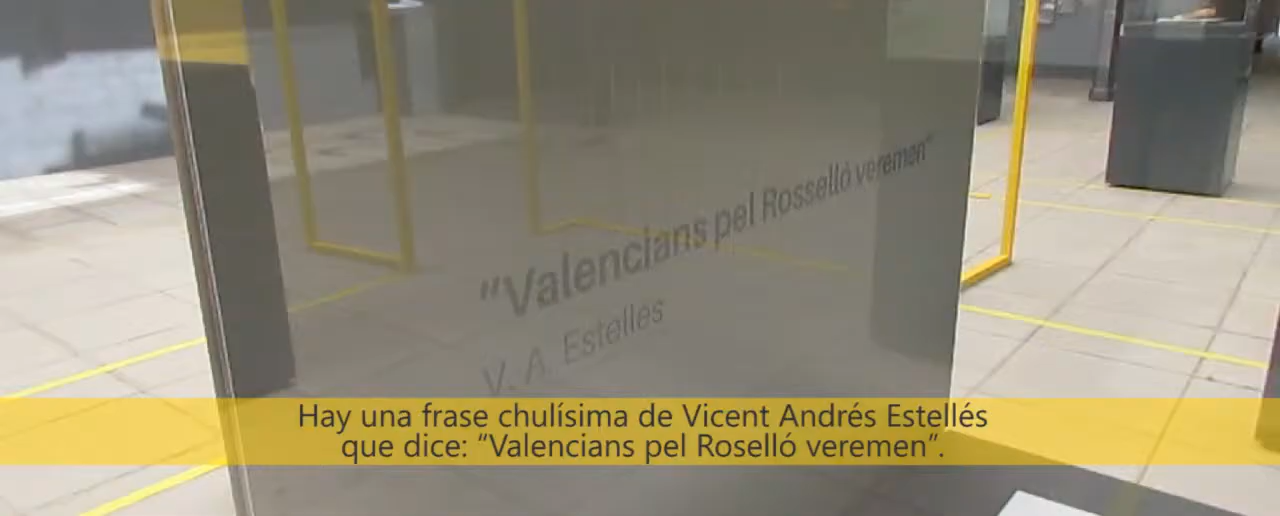 “Valencians pel Rosselló veremen”
V. A. Estellés
Hay una frase chulísima de Vicent Andrés Estellés
que dice: “Valencians pel Roselló veremen”.